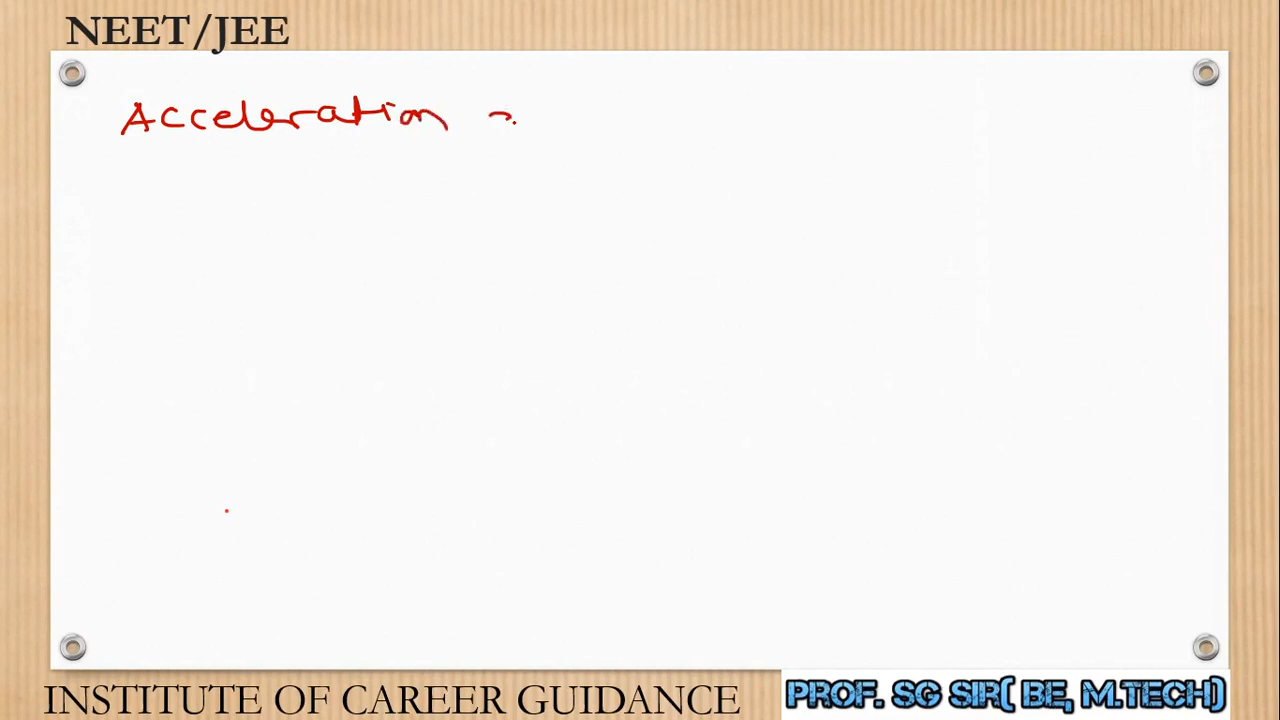 NEET/JEE
Acceleration
INSTITUTE OF CAREER GUIDANCE
PROF. SG SIR( BE, M.TECH)